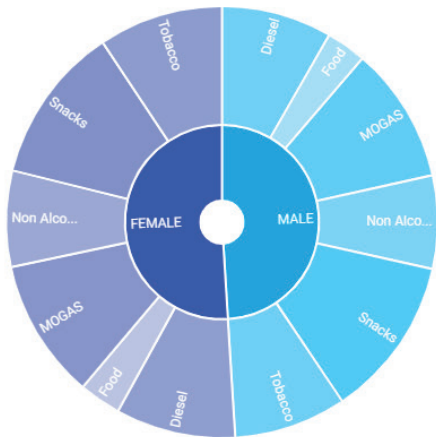 Diesel
Food
MOGAS
Non Alco...
Snacks
Tobacco
MALE
Diesel
Food
MOGAS
Non Alco...
Snacks
Tobacco
FEMALE